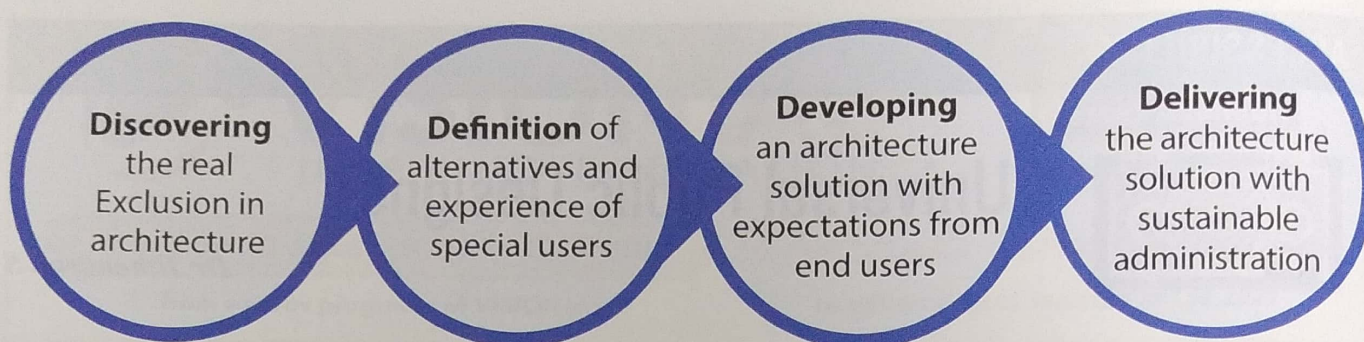 Discovering
the real
Exclusion in
architecture
Definition of
alternatives and
experience of
special users
Developing
an architecture
solution with
expectations from
end users
Delivering
the architecture
solution with
sustainable
administration